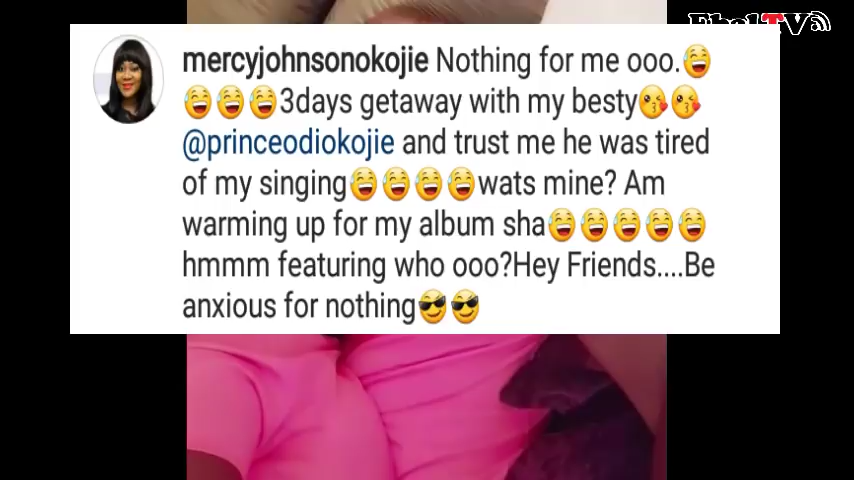 EbalTV
mercyjohnsonokojie Nothing for me ooo.😅
😅😅😅3days getaway with my besty😘😘
@princeodiokojie and trust me he was tired
of my singing😅😅😅😅wats mine? Am
warming up for my album sha😅😅😅😅😅
hmmm featuring who ooo?Hey Friends....Be
anxious for nothing😎😎